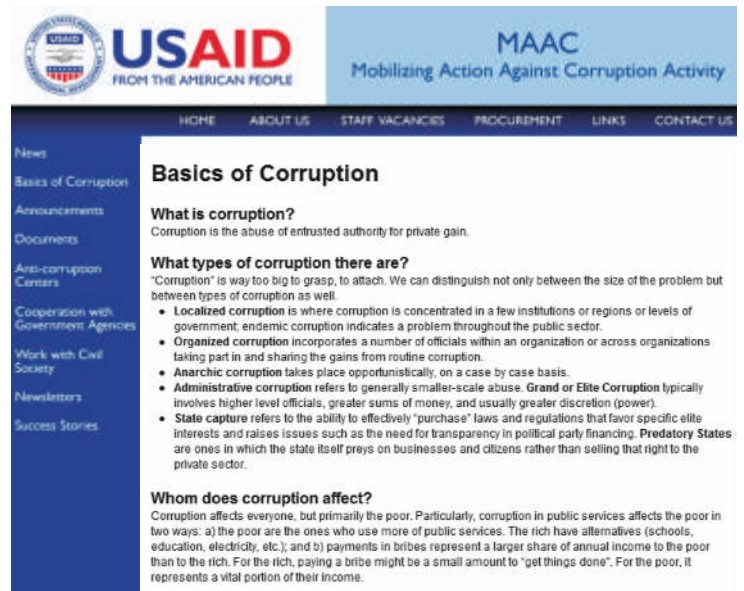 USAID
USAID
FROM THE AMERICAN PEOPLE
MAAC
Mobilizing Action Against Corruption Activity
HOME ABOUT US STAFF VACANCIES PROCUREMENT LINKS CONTACT US
News
Basics of Corruption
Announcements
Documents
Anti-corruption
Centers
Cooperation with
Government Agencies
Work with Civil
Society
Newsletters
Success Stories
Basics of Corruption
What is corruption?
Corruption is the abuse of entrusted authority for private gain.
What types of corruption there are?
"Corruption" is way too big to grasp, to attach. We can distinguish not only between the size of the problem but
between types of corruption as well.
• Localized corruption is where corruption is concentrated in a few institutions or regions or levels of
government; endemic corruption indicates a problem throughout the public sector.
• Organized corruption incorporates a number of officials within an organization or across organizations
taking part in and sharing the gains from routine corruption.
• Anarchic corruption takes place opportunistically, on a case by case basis.
• Administrative corruption refers to generally smaller-scale abuse. Grand or Elite Corruption typically
involves higher level officials, greater sums of money, and usually greater discretion (power).
• State capture refers to the ability to effectively "purchase" laws and regulations that favor specific elite
interests and raises issues such as the need for transparency in political party financing. Predatory States
are ones in which the state itself preys on businesses and citizens rather than selling that right to the
private sector.
Whom does corruption affect?
Corruption affects everyone, but primarily the poor. Particularly, corruption in public services affects the poor in
two ways: a) the poor are the ones who use more of public services. The rich have alternatives (schools,
education, electricity, etc.); and b) payments in bribes represent a larger share of annual income to the poor
than to the rich. For the rich, paying a bribe might be a small amount to "get things done". For the poor, it
represents a vital portion of their income.